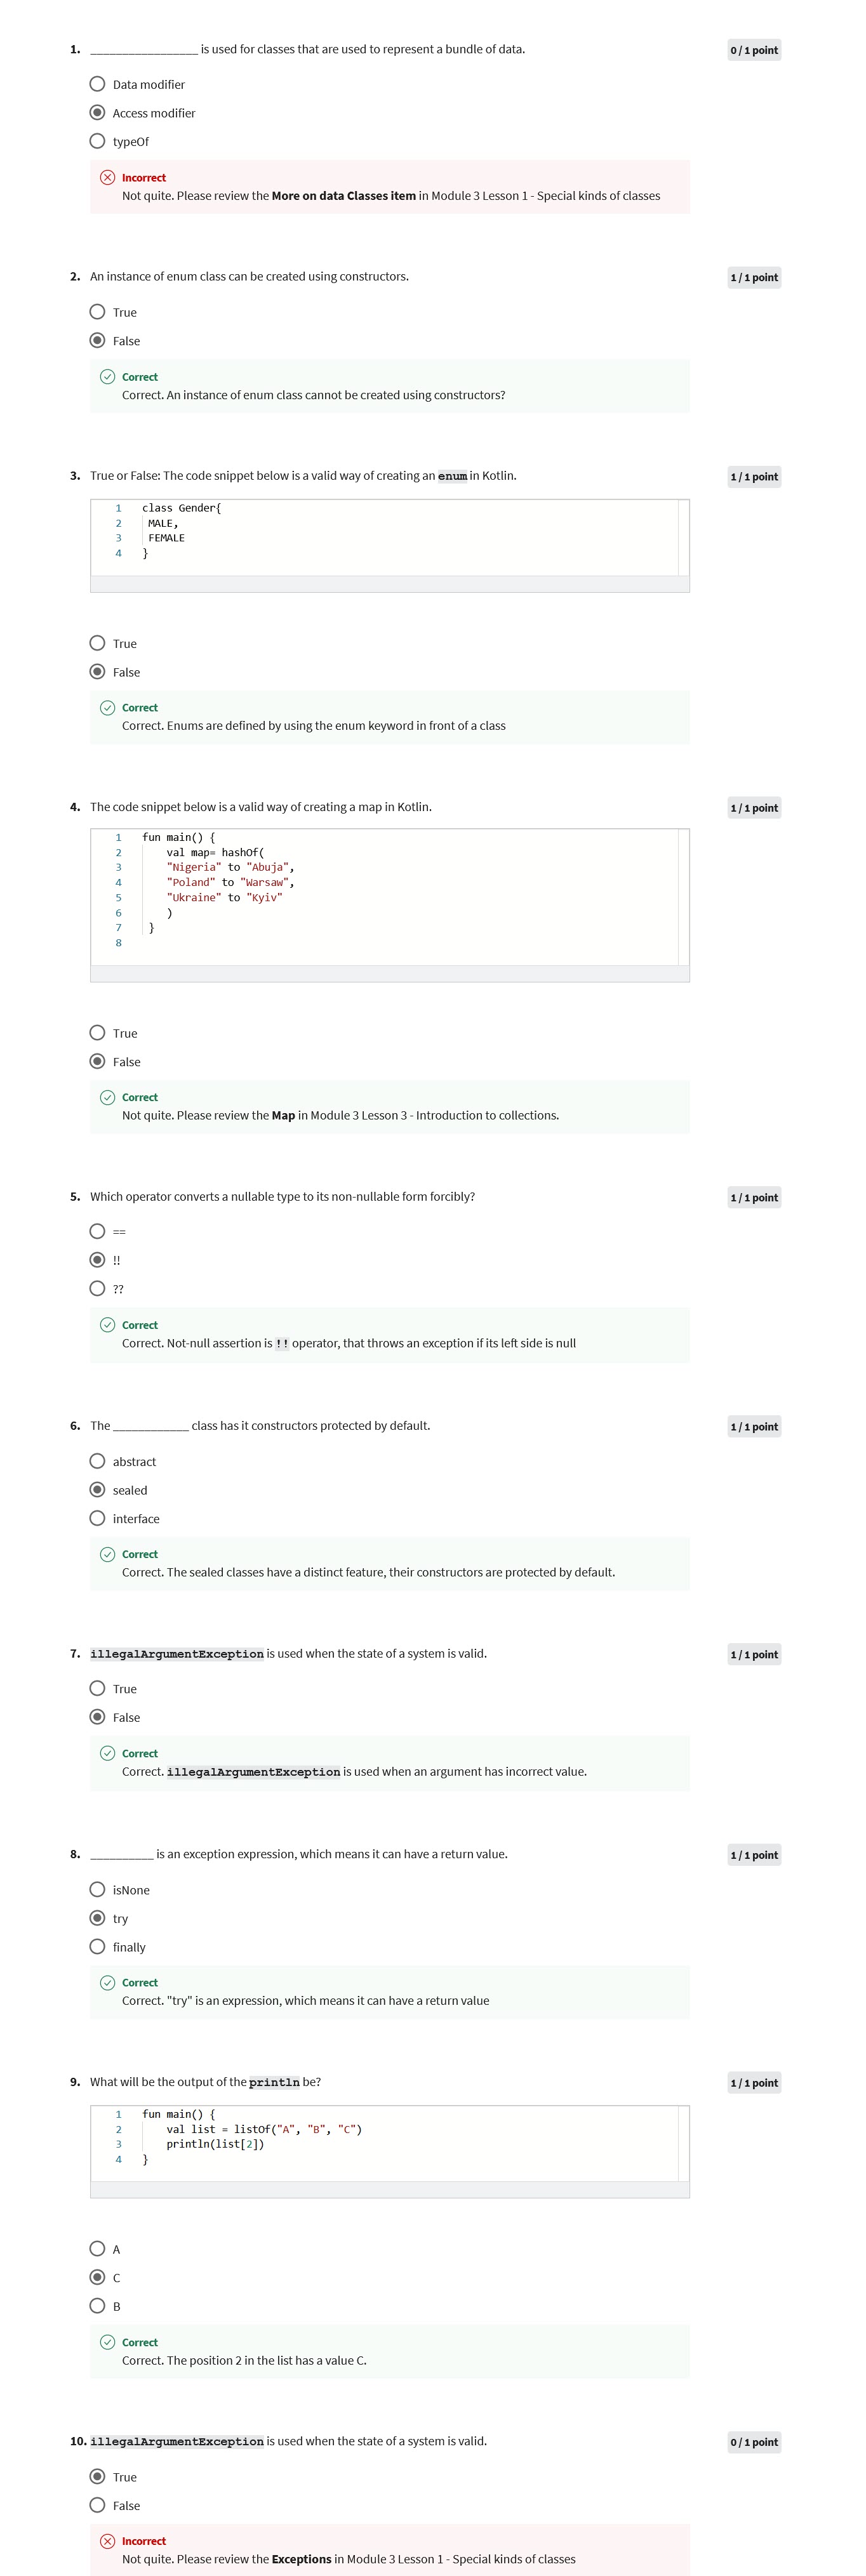 1. _________________ is used for classes that are used to represent a bundle of data.
0 / 1 point
Data modifier
Access modifier
typeOf
Incorrect
Not quite. Please review the More on data Classes item in Module 3 Lesson 1 - Special kinds of classes
2. An instance of enum class can be created using constructors.
1 / 1 point
True
False
Correct
Correct. An instance of enum class cannot be created using constructors?
3. True or False: The code snippet below is a valid way of creating an enum in Kotlin.
1 / 1 point
1 class Gender{
2 MALE,
3 FEMALE
4 }
True
False
Correct
Correct. Enums are defined by using the enum keyword in front of a class
4. The code snippet below is a valid way of creating a map in Kotlin.
1 / 1 point
1 fun main() {
2 val map= hashOf(
3 "Nigeria" to "Abuja",
4 "Poland" to "Warsaw",
5 "Ukraine" to "Kyiv"
6 )
7 }
8
True
False
Correct
Not quite. Please review the Map in Module 3 Lesson 3 - Introduction to collections.
5. Which operator converts a nullable type to its non-nullable form forcibly?
1 / 1 point
==
!!
??
Correct
Correct. Not-null assertion is !! operator, that throws an exception if its left side is null
6. The ____________ class has it constructors protected by default.
1 / 1 point
abstract
sealed
interface
Correct
Correct. The sealed classes have a distinct feature, their constructors are protected by default.
7. illegalArgumentException is used when the state of a system is valid.
1 / 1 point
True
False
Correct
Correct. illegalArgumentException is used when an argument has incorrect value.
8. __________ is an exception expression, which means it can have a return value.
1 / 1 point
isNone
try
finally
Correct
Correct. "try" is an expression, which means it can have a return value
9. What will be the output of the println be?
1 / 1 point
1 fun main() {
2 val list = listOf("A", "B", "C")
3 println(list[2])
4 }
A
C
B
Correct
Correct. The position 2 in the list has a value C.
10. illegalArgumentException is used when the state of a system is valid.
0 / 1 point
True
False
Incorrect
Not quite. Please review the Exceptions in Module 3 Lesson 1 - Special kinds of classes